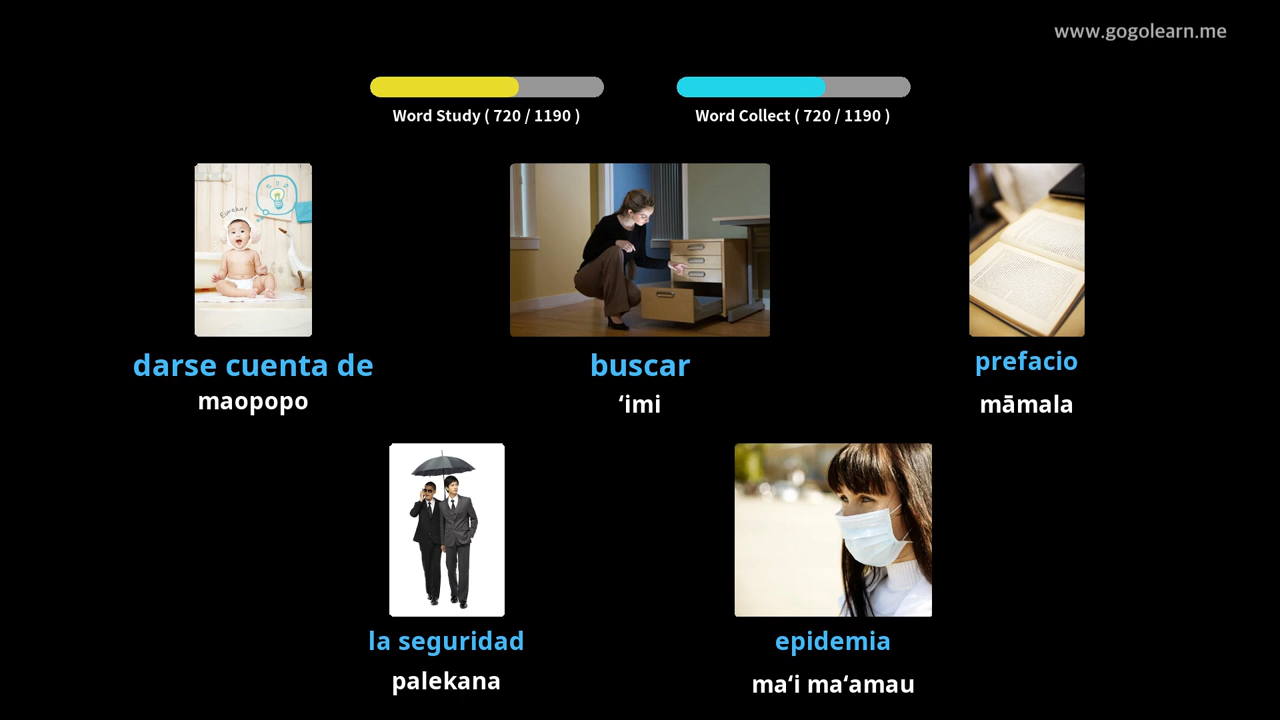 www.gogolearn.me
Word Study ( 720 / 1190 )
Word Collect ( 720 / 1190 )
Eureka!
darse cuenta de
maopopo
buscar
ʻimi
prefacio
māmala
la seguridad
palekana
epidemia
maʻi maʻamau